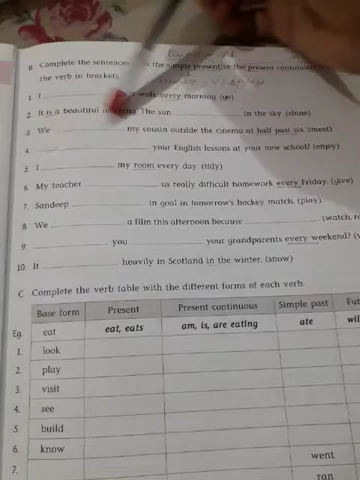 B Complete the sentences the simple present/or the present continuous
the verb in brackets.
1. I walk every morning. (go)
2. It is a beautiful The sun in the sky. (shine)
3. We my cousin outside the cinema at half past six. (meet)
4. your English lessons at your new school? (enjoy)
5. I my room every day. (tidy)
6. My teacher us really difficult homework every Friday. (give)
7. Sandeep in goal in tomorrow's hockey match. (play)
8. We a film this afternoon because (watch,
9. you your grandparents every weekend?
10. It heavily in Scotland in the winter. (snow)
C Complete the verb table with the different forms of each verb.
Base form Present Present continuous Simple past
Eg. eat eat, eats am, is, are eating ate
1. look
2. play
3. visit
4. see
5. build
6. know
7. went
ran